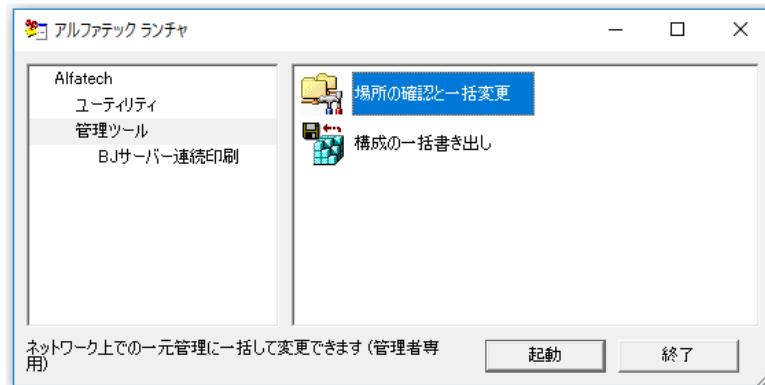 アルファテック ランチャ
Alfatech
ユーティリティ
管理ツール
BJサーバー連続印刷
場所の確認と一括変更
構成の一括書き出し
ネットワーク上での一元管理に一括して変更できます(管理者専
用)
起動
終了